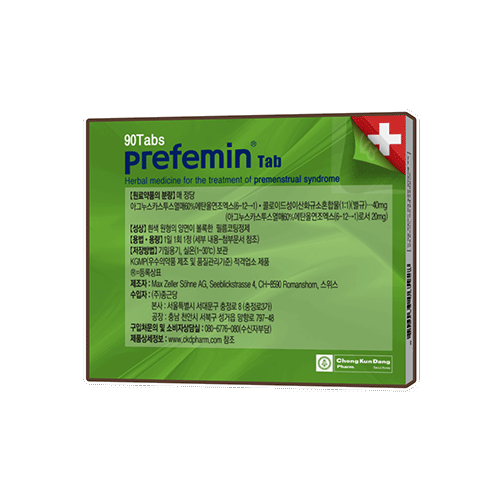 90Tabs
prefemin® Tab
Herbal medicine for the treatment of premenstrual syndrome
[원료약품의 분량] 매 정당
아그누스카스투스열매60%에탄올연조엑스(6-12→1)·콜로이드성이산화규소혼합물(1:1)(별규)···40mg
(아그누스카스투스열매60%에탄올연조엑스(6-12→1)로서 20mg)
[성상] 흰색 원형의 양면이 볼록한 필름코팅정제
[용법·용량] 1일 1회 1정 (세부 내용-첨부문서 참조)
[저장방법] 기밀용기, 실온(1~30℃) 보관
KGMP(우수의약품 제조 및 품질관리기준) 적격업소 제품
®=등록상표
제조자 : Max Zeller Söhne AG, Seeblickstrasse 4, CH-8590 Romanshorn, 스위스
수입자 : (주)종근당
본사 : 서울특별시 서대문구 충정로 8 (충정로3가)
공장 : 충남 천안시 서북구 성거읍 망향로 797-48
구입처문의 및 소비자상담실 : 080-6776-080(수신자부담)
제품상세정보 : www.ckdpharm.com 참조
Chong Kun Dang
Pharm